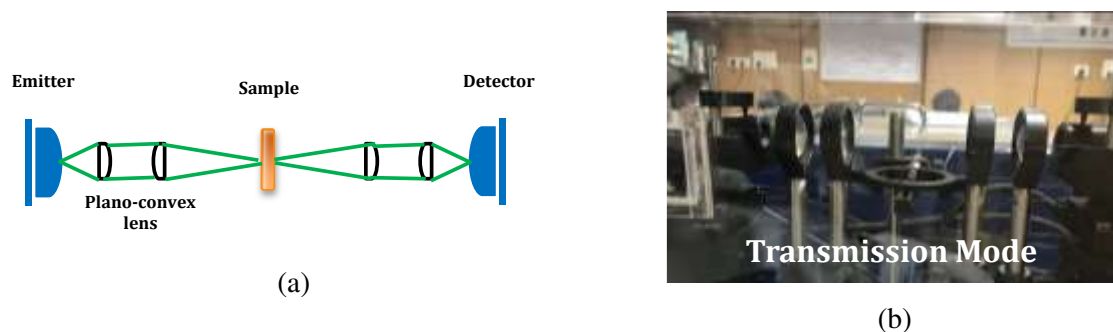 Emitter
Sample
Detector
Plano-convex
lens
(a)
Transmission Mode
(b)